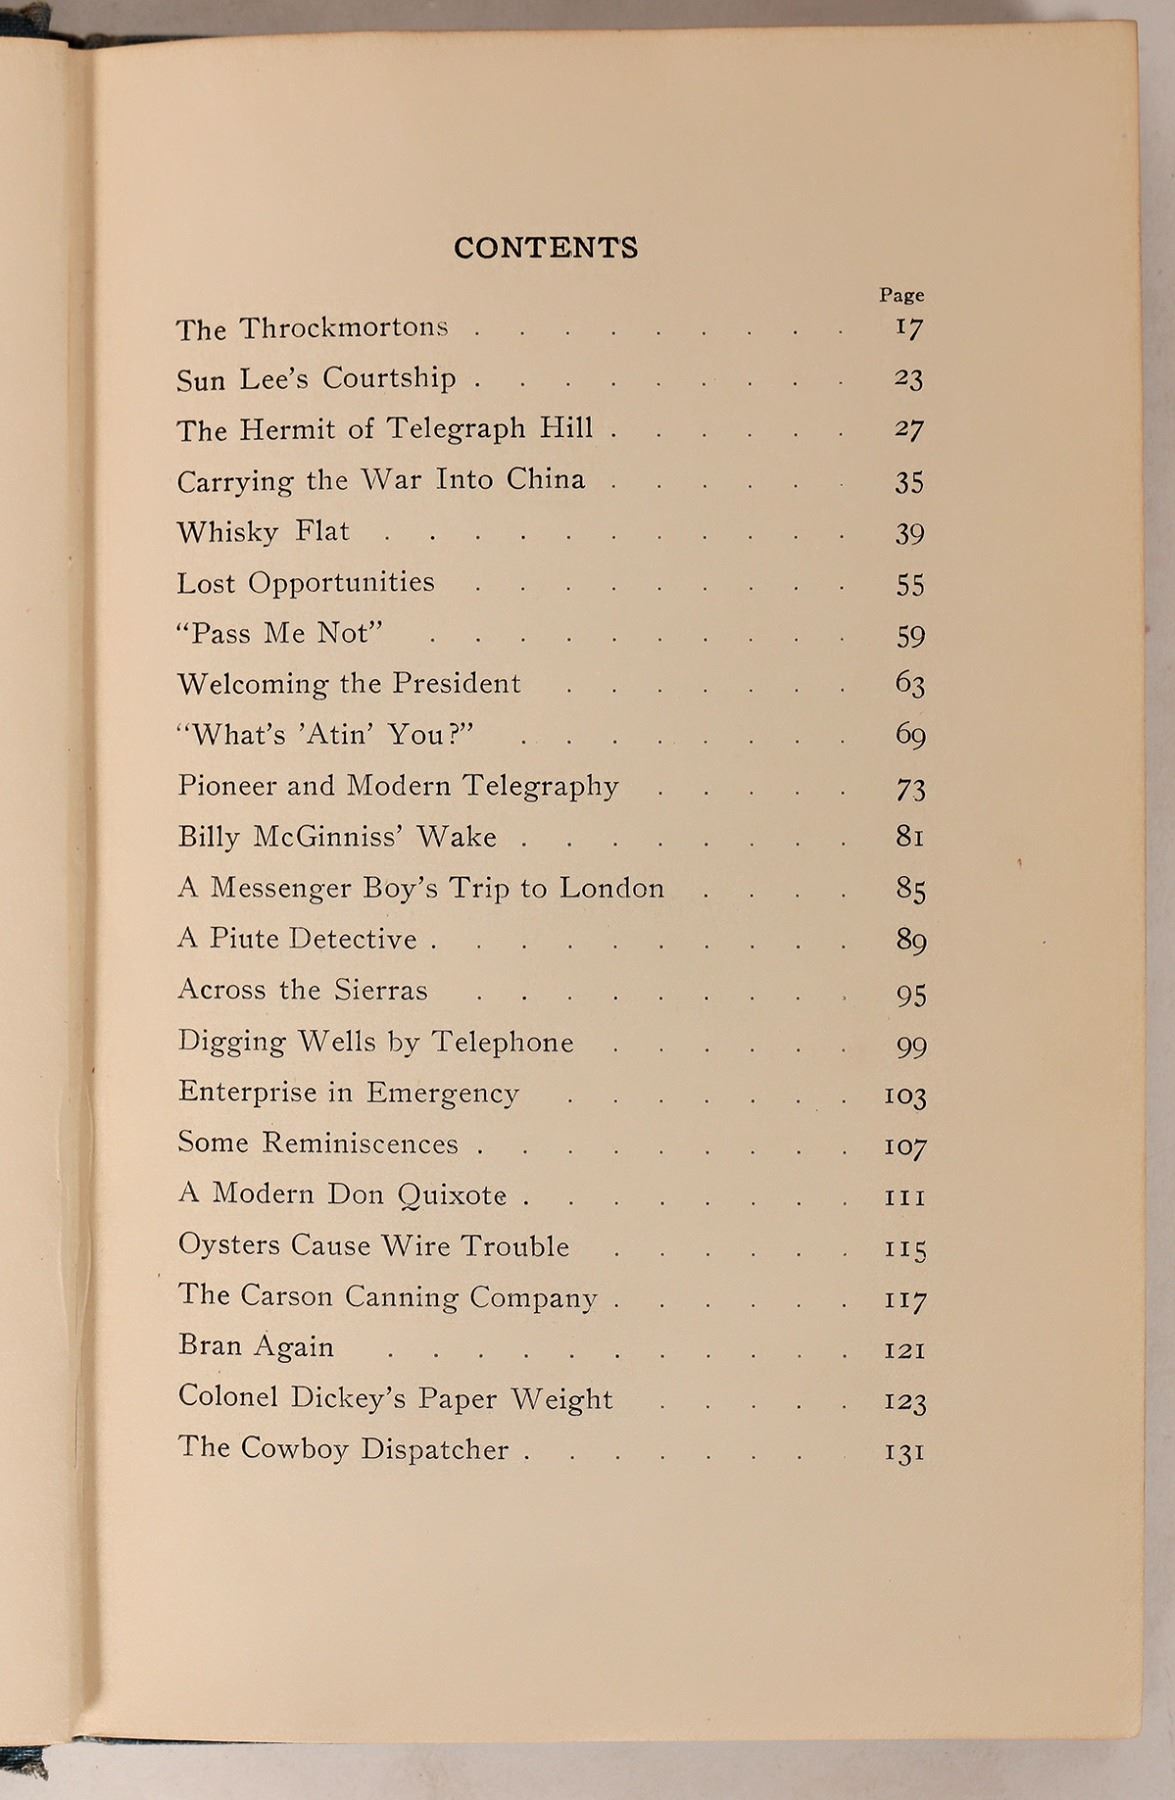 CONTENTS
Page
The Throckmortons . . . . . . . . . 17
Sun Lee's Courtship . . . . . . . . . 23
The Hermit of Telegraph Hill . . . . . . 27
Carrying the War Into China . . . . . . 35
Whisky Flat . . . . . . . . . . . 39
Lost Opportunities . . . . . . . . . 55
“Pass Me Not” . . . . . . . . . . 59
Welcoming the President . . . . . . . 63
“What's ’Atin’ You?” . . . . . . . . 69
Pioneer and Modern Telegraphy . . . . . 73
Billy McGinniss’ Wake . . . . . . . . 81
A Messenger Boy's Trip to London . . . . 85
A Piute Detective . . . . . . . . . . 89
Across the Sierras . . . . . . . . . 95
Digging Wells by Telephone . . . . . . 99
Enterprise in Emergency . . . . . . . 103
Some Reminiscences . . . . . . . . . 107
A Modern Don Quixote . . . . . . . . 111
Oysters Cause Wire Trouble . . . . . . 115
The Carson Canning Company . . . . . . 117
Bran Again . . . . . . . . . . . 121
Colonel Dickey's Paper Weight . . . . . 123
The Cowboy Dispatcher . . . . . . . . 131